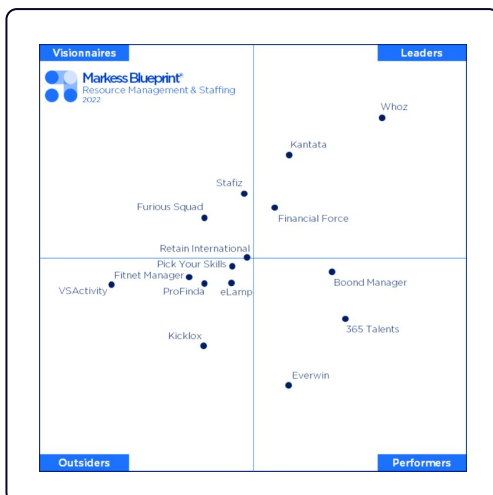 Visionnaires
Leaders
Markess Blueprint®
Resource Management & Staffing
2022
Whoz
Kantata
Stafiz
Furious Squad
Financial Force
Retain International
Pick Your Skills
Fitnet Manager
VSActivity
ProFinda
eLamp
Boond Manager
365 Talents
Kicklox
Everwin
Outsiders
Performers